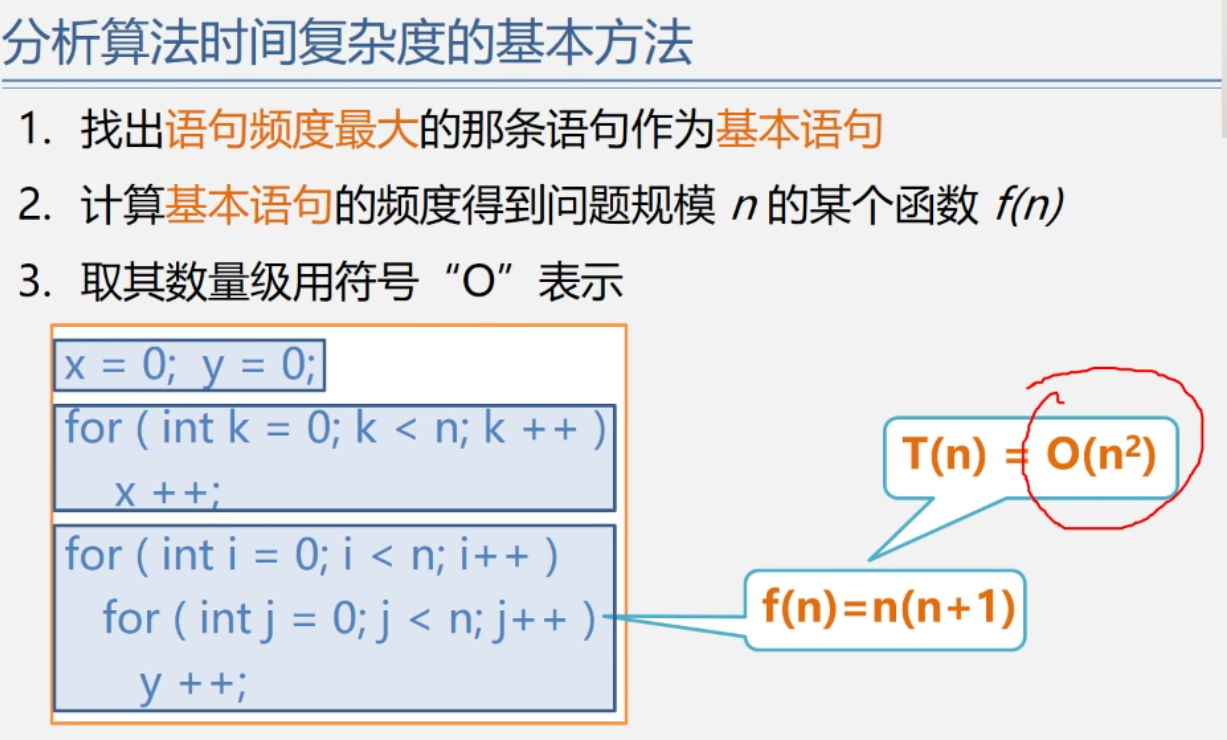 分析算法时间复杂度的基本方法
1. 找出语句频度最大的那条语句作为基本语句
2. 计算基本语句的频度得到问题规模 n 的某个函数 f(n)
3. 取其数量级用符号“O”表示
x = 0; y = 0;
for ( int k = 0; k < n; k ++ )
x ++;
for ( int i = 0; i < n; i++ )
for ( int j = 0; j < n; j++ )
y ++;
T(n) = O(n²)
f(n)=n(n+1)